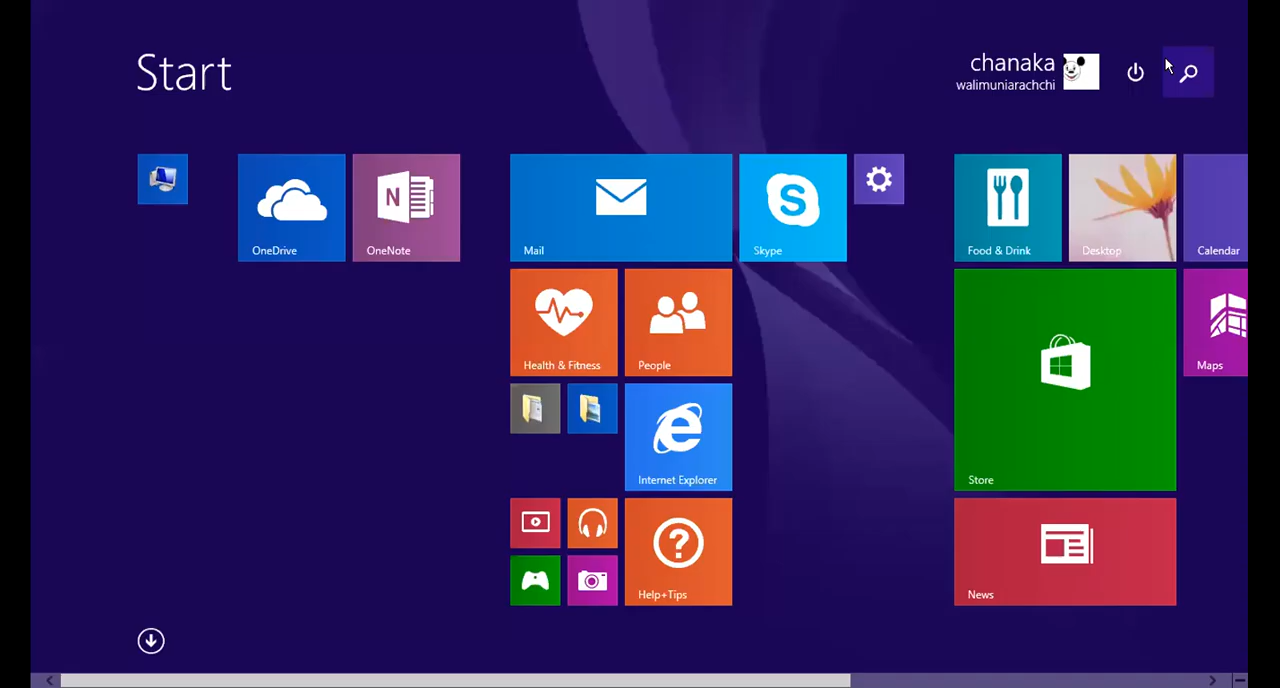 Start
chanaka
walimuniarachchi
OneDrive
OneNote
N
Mail
Skype
S
Food & Drink
Desktop
Calendar
Health & Fitness
People
Maps
Internet Explorer
Store
Help+Tips
?
News